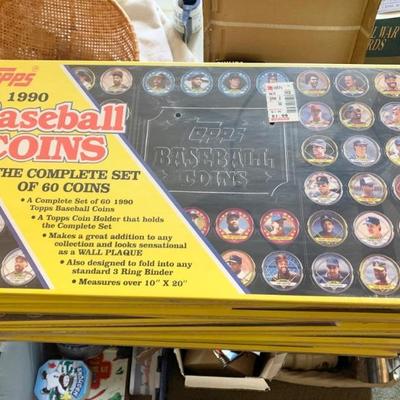 TOPPS
1990
Baseball
COINS
THE COMPLETE SET
OF 60 COINS
• A Complete Set of 60 1990
Topps Baseball Coins
• A Topps Coin Holder that holds
the Complete Set
• Makes a great addition to any
collection and looks sensational
as a WALL PLAQUE
• Also designed to fold into any
standard 3 Ring Binder
• Measures over 10" X 20"
TOPPS
BASEBALL
COINS